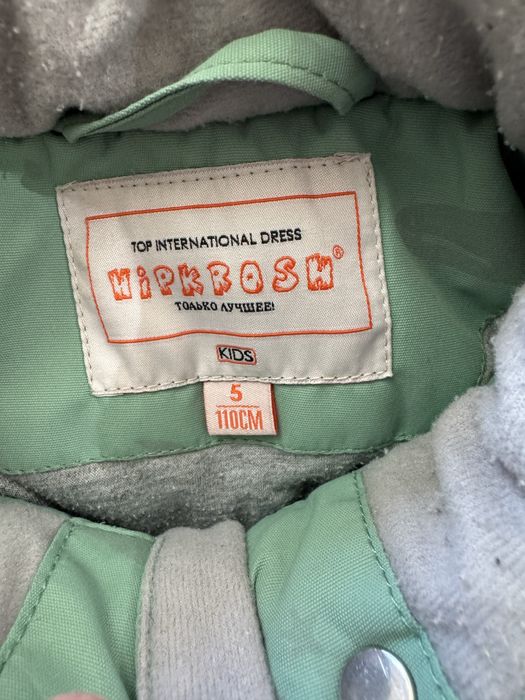 TOP INTERNATIONAL DRESS
HiPKROSH®
ТОЛЬКО ЛУЧШЕЕ!
KIDS
5
110CM